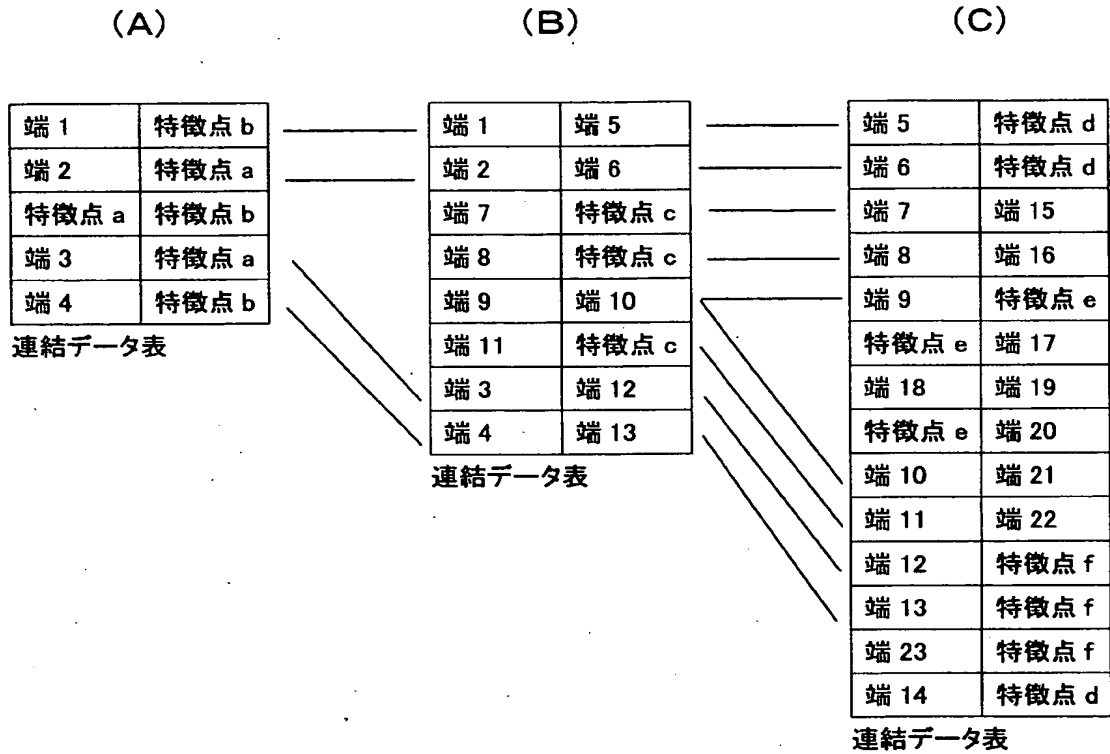 (A)
(B)
(C)
端 1 特徴点 b
端 2 特徴点 a
特徴点 a 特徴点 b
端 3 特徴点 a
端 4 特徴点 b
連結データ表
端 1 端 5
端 2 端 6
端 7 特徴点 c
端 8 特徴点 c
端 9 端 10
端 11 特徴点 c
端 3 端 12
端 4 端 13
連結データ表
端 5 特徴点 d
端 6 特徴点 d
端 7 端 15
端 8 端 16
端 9 特徴点 e
特徴点 e 端 17
端 18 端 19
特徴点 e 端 20
端 10 端 21
端 11 端 22
端 12 特徴点 f
端 13 特徴点 f
端 23 特徴点 f
端 14 特徴点 d
連結データ表